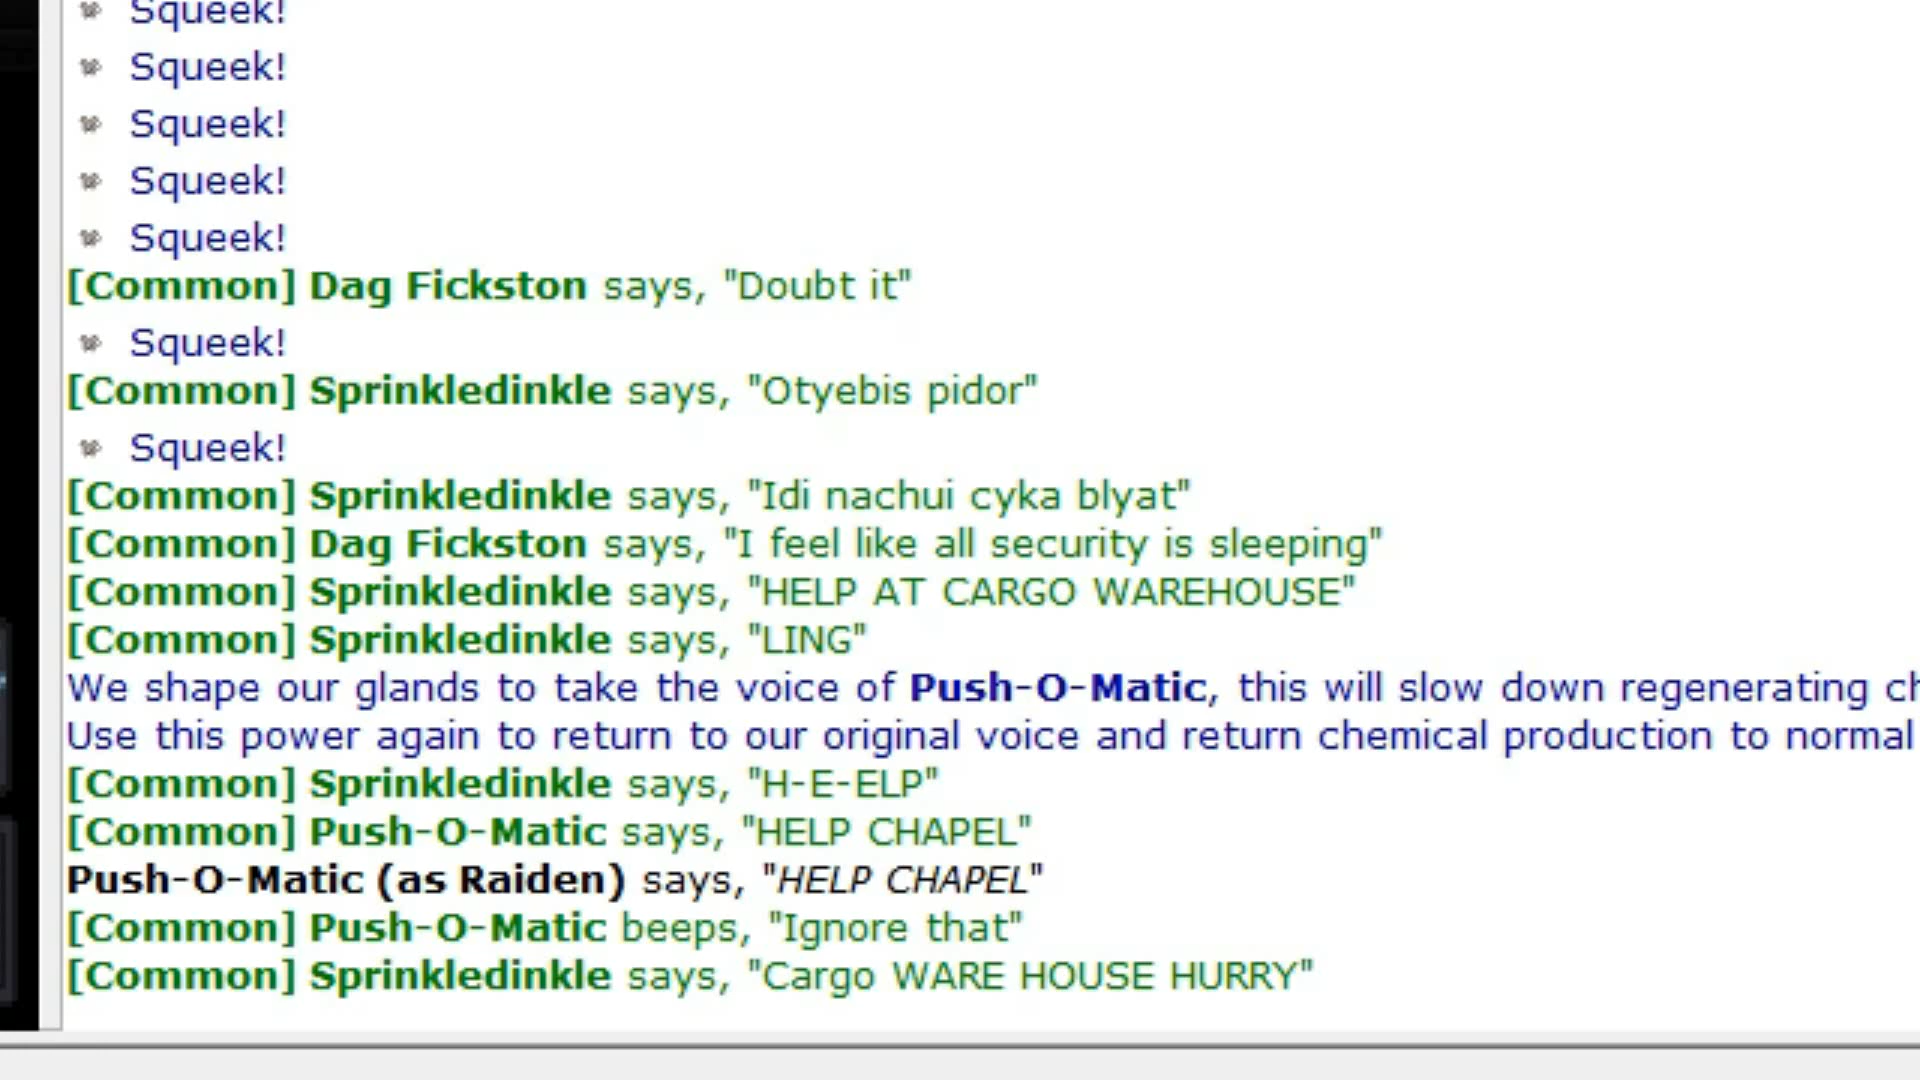 Squeek!
Squeek!
Squeek!
Squeek!
Squeek!
[Common] Dag Fickston says, "Doubt it"
Squeek!
[Common] Sprinkledinkle says, "Otyebis pidor"
Squeek!
[Common] Sprinkledinkle says, "Idi nachui cyka blyat"
[Common] Dag Fickston says, "I feel like all security is sleeping"
[Common] Sprinkledinkle says, "HELP AT CARGO WAREHOUSE"
[Common] Sprinkledinkle says, "LING"
We shape our glands to take the voice of Push-O-Matic, this will slow down regenerating
Use this power again to return to our original voice and return chemical production to normal
[Common] Sprinkledinkle says, "H-E-ELP"
[Common] Push-O-Matic says, "HELP CHAPEL"
Push-O-Matic (as Raiden) says, "HELP CHAPEL"
[Common] Push-O-Matic beeps, "Ignore that"
[Common] Sprinkledinkle says, "Cargo WARE HOUSE HURRY"